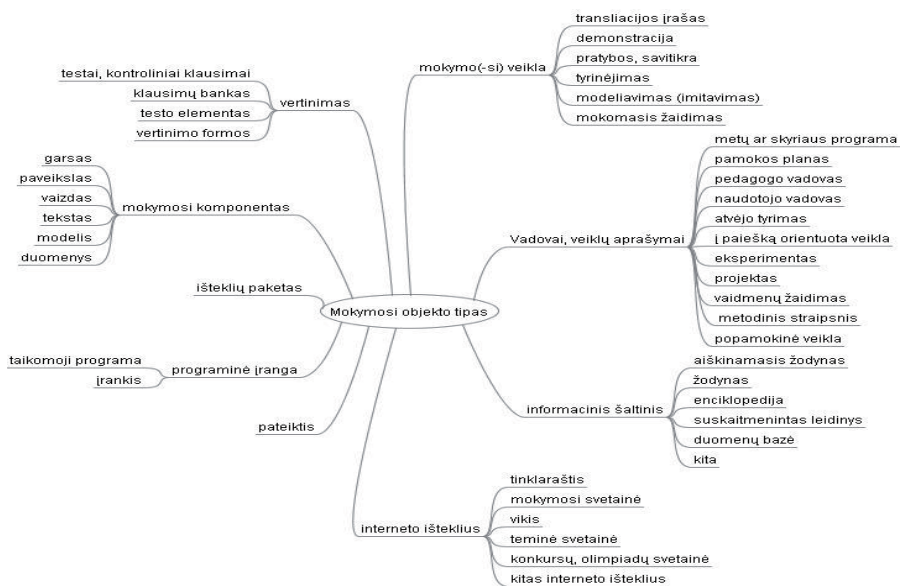 Mokymosi objekto tipas
mokymo(-si) veikla
transliacijos įrašas
demonstracija
pratybos, savitikra
tyrinėjimas
modeliavimas (imitavimas)
mokomasis žaidimas
Vadovai, veiklų aprašymai
metų ar skyriaus programa
pamokos planas
pedagogo vadovas
naudotojo vadovas
atvėjo tyrimas
į paiešką orientuota veikla
eksperimentas
projektas
vaidmenų žaidimas
metodinis straipsnis
popamokinė veikla
informacinis šaltinis
aiškinamasis žodynas
žodynas
enciklopedija
suskaitmenintas leidinys
duomenų bazė
kita
interneto išteklius
tinklaraštis
mokymosi svetainė
vikis
teminė svetainė
konkursų, olimpiadų svetainė
kitas interneto išteklius
vertinimas
testai, kontroliniai klausimai
klausimų bankas
testo elementas
vertinimo formos
mokymosi komponentas
garsas
paveikslas
vaizdas
tekstas
modelis
duomenys
išteklių paketas
programinė įranga
taikomoji programa
įrankis
pateiktis